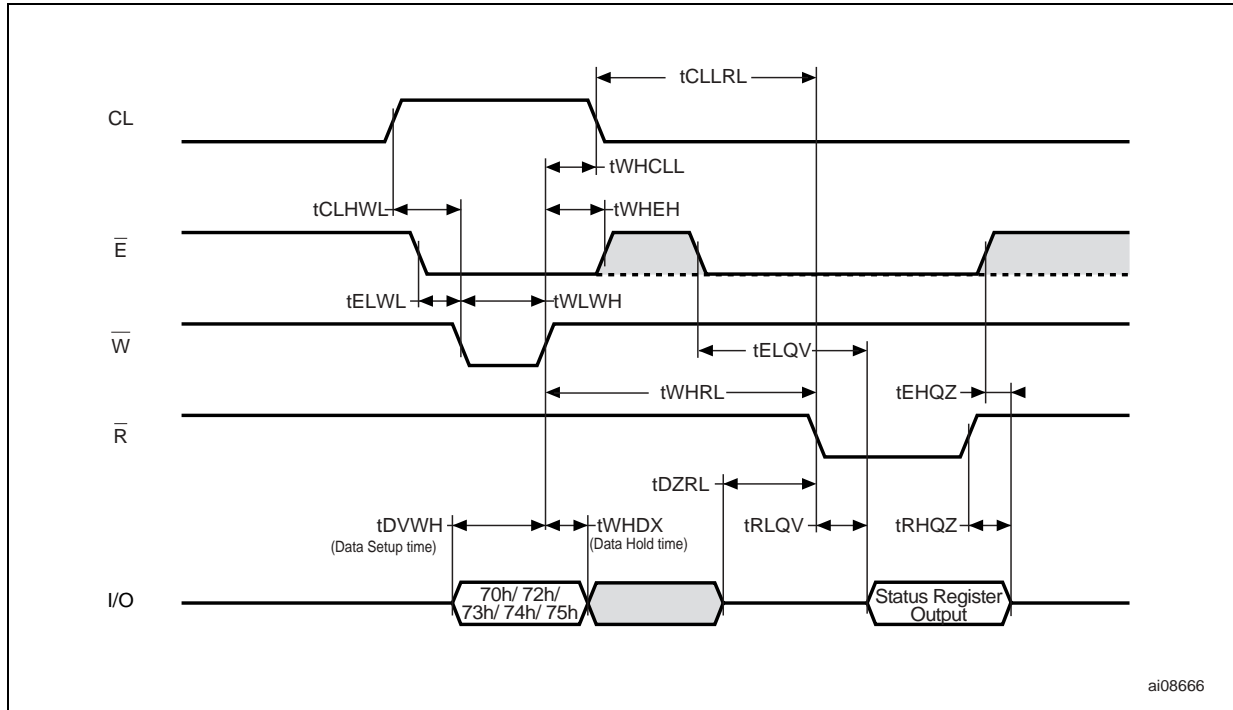 tCLLRL
CL
tWHCLL
tCLHWL
tWHEH
E
tELWL
tWLWH
W
tELQV
tWHRL
tEHQZ
R
tDZRL
tDVWH
(Data Setup time)
tWHDX
(Data Hold time)
tRLQV
tRHQZ
I/O
70h/ 72h/
73h/ 74h/ 75h
Status Register
Output
ai08666